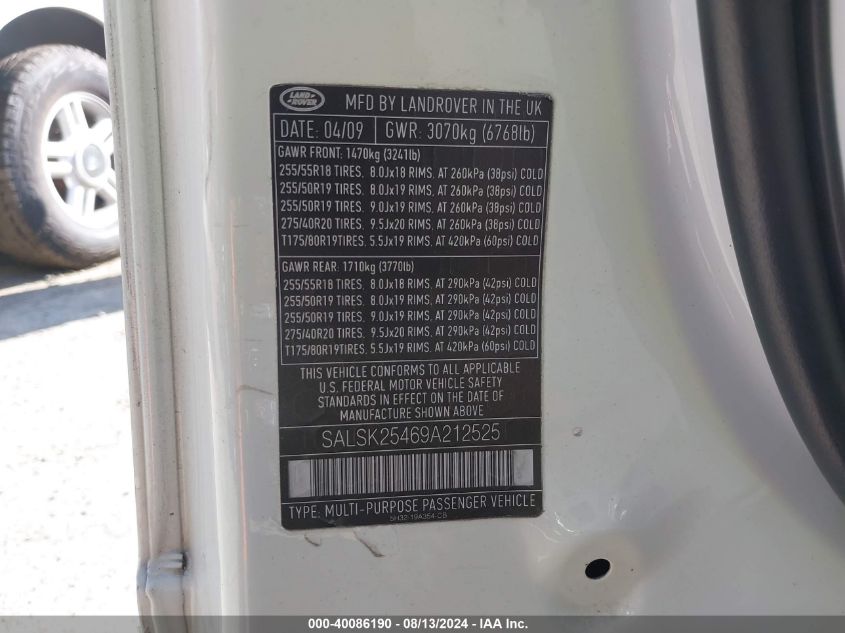 LAND
ROVER
MFD BY LANDROVER IN THE UK
DATE: 04/09 GWR: 3070kg (6768lb)
GAWR FRONT: 1470kg (3241lb)
255/55R18 TIRES, 8.0Jx18 RIMS, AT 260kPa (38psi) COLD
255/50R19 TIRES, 8.0Jx19 RIMS, AT 260kPa (38psi) COLD
255/50R19 TIRES, 9.0Jx19 RIMS, AT 260kPa (38psi) COLD
275/40R20 TIRES, 9.5Jx20 RIMS, AT 260kPa (38psi) COLD
T175/80R19TIRES, 5.5Jx19 RIMS, AT 420kPa (60psi) COLD
GAWR REAR: 1710kg (3770lb)
255/55R18 TIRES, 8.0Jx18 RIMS, AT 290kPa (42psi) COLD
255/50R19 TIRES, 8.0Jx19 RIMS, AT 290kPa (42psi) COLD
255/50R19 TIRES, 9.0Jx19 RIMS, AT 290kPa (42psi) COLD
275/40R20 TIRES, 9.5Jx20 RIMS, AT 290kPa (42psi) COLD
T175/80R19TIRES, 5.5Jx19 RIMS, AT 420kPa (60psi) COLD
THIS VEHICLE CONFORMS TO ALL APPLICABLE
U.S. FEDERAL MOTOR VEHICLE SAFETY
STANDARDS IN EFFECT ON THE DATE OF
MANUFACTURE SHOWN ABOVE
SALSK25469A212525
TYPE: MULTI-PURPOSE PASSENGER VEHICLE
5H32-19A354-CB
000-40086190 - 08/13/2024 - IAA Inc.